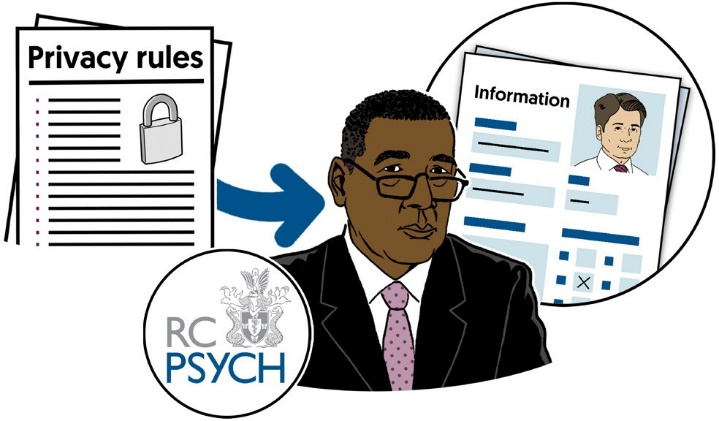 Privacy rules
Information
RC
PSYCH